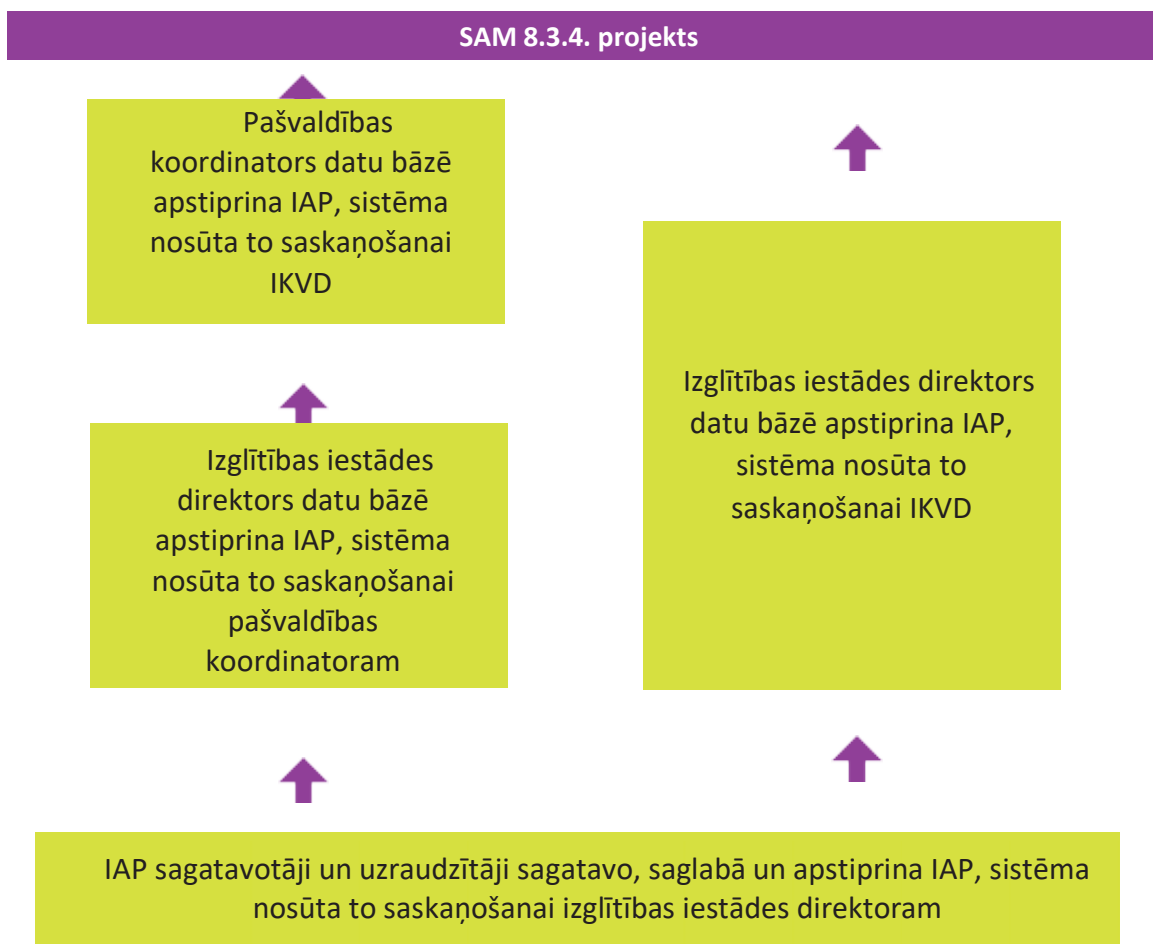 SAM 8.3.4. projekts
Pašvaldības
koordinators datu bāzē
apstiprina IAP, sistēma
nosūta to saskaņošanai
IKVD
Izglītības iestādes
direktors datu bāzē
apstiprina IAP, sistēma
nosūta to saskaņošanai
pašvaldības
koordinatoram
Izglītības iestādes direktors
datu bāzē apstiprina IAP,
sistēma nosūta to
saskaņošanai IKVD
IAP sagatavotāji un uzraudzītāji sagatavo, saglabā un apstiprina IAP, sistēma
nosūta to saskaņošanai izglītības iestādes direktoram